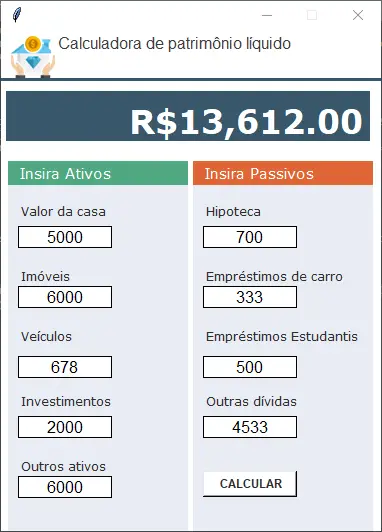 Calculadora de patrimônio líquido
R$13,612.00
Insira Ativos
Insira Passivos
Valor da casa
Hipoteca
5000
700
Imóveis
Empréstimos de carro
6000
333
Veículos
Empréstimos Estudantis
678
500
Investimentos
Outras dívidas
2000
4533
Outros ativos
6000
CALCULAR